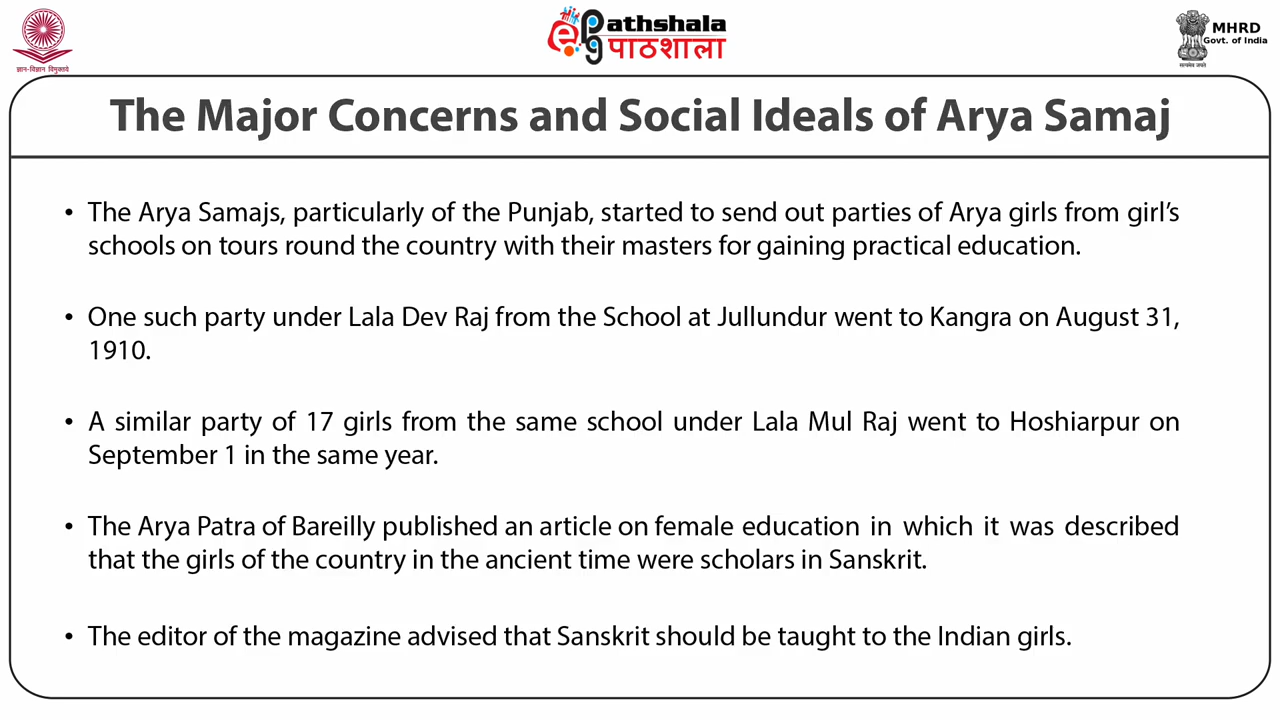 ज्ञान-विज्ञान विमुक्तये
epg Pathshala
पाठशाला
MHRD
Govt. of India
सत्यमेव जयते
The Major Concerns and Social Ideals of Arya Samaj
• The Arya Samajs, particularly of the Punjab, started to send out parties of Arya girls from girl’s
schools on tours round the country with their masters for gaining practical education.
• One such party under Lala Dev Raj from the School at Jullundur went to Kangra on August 31,
1910.
• A similar party of 17 girls from the same school under Lala Mul Raj went to Hoshiarpur on
September 1 in the same year.
• The Arya Patra of Bareilly published an article on female education in which it was described
that the girls of the country in the ancient time were scholars in Sanskrit.
• The editor of the magazine advised that Sanskrit should be taught to the Indian girls.